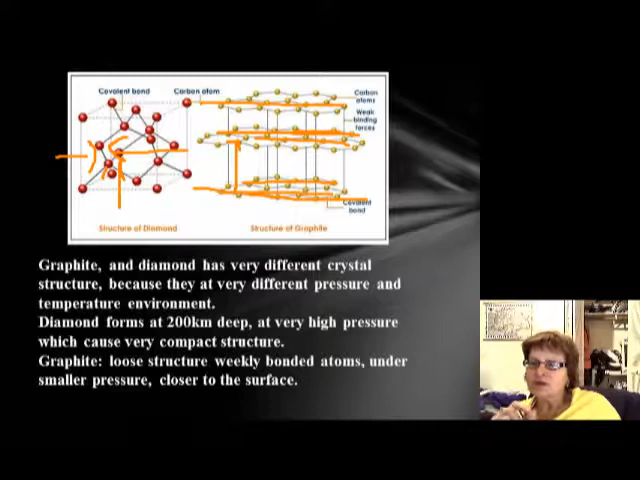 Covalent bond
Carbon atom
Carbon atoms
Weak binding forces
Covalent bond
Structure of Diamond
Structure of Graphite
Graphite, and diamond has very different crystal
structure, because they at very different pressure and
temperature environment.
Diamond forms at 200km deep, at very high pressure
which cause very compact structure.
Graphite: loose structure weekly bonded atoms, under
smaller pressure, closer to the surface.